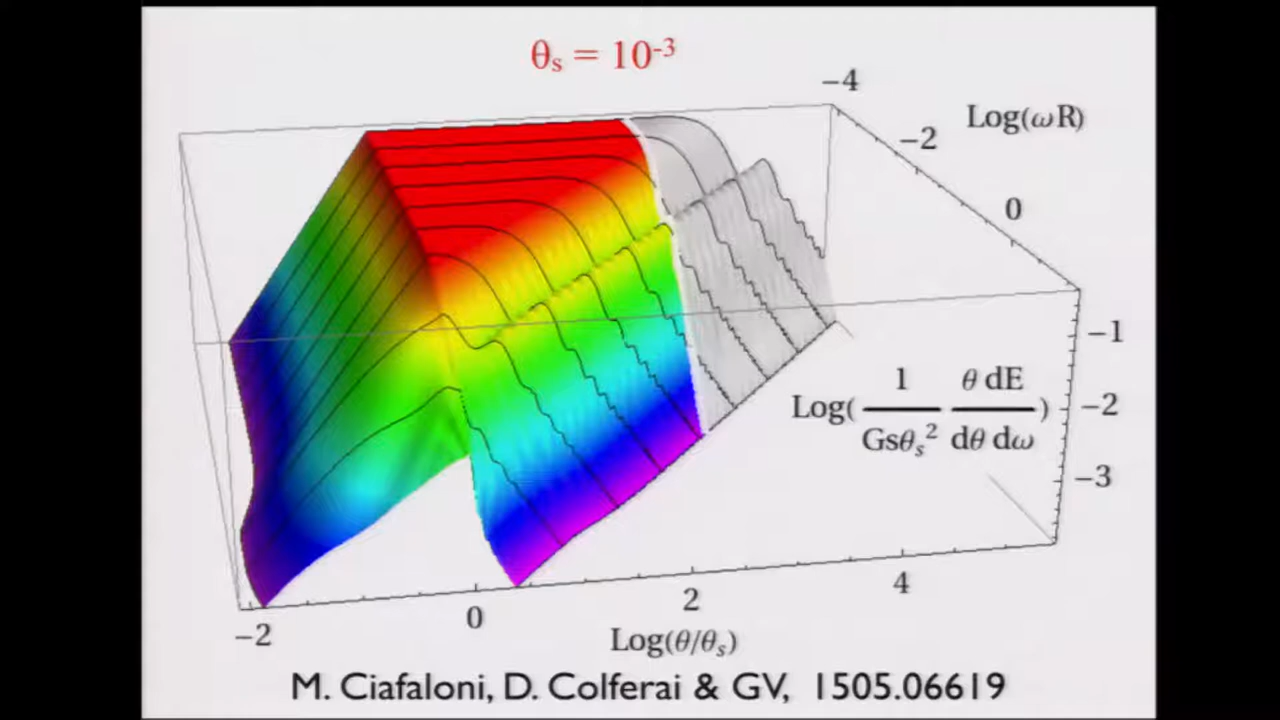 θs = 10-3
−4
Log(ωR)
−2
0
−1
Log( 1/Gsθs2 θ dE/dθ dω )
−2
−3
4
2
0
−2
Log(θ/θs)
M. Ciafaloni, D. Colferai & GV, 1505.06619